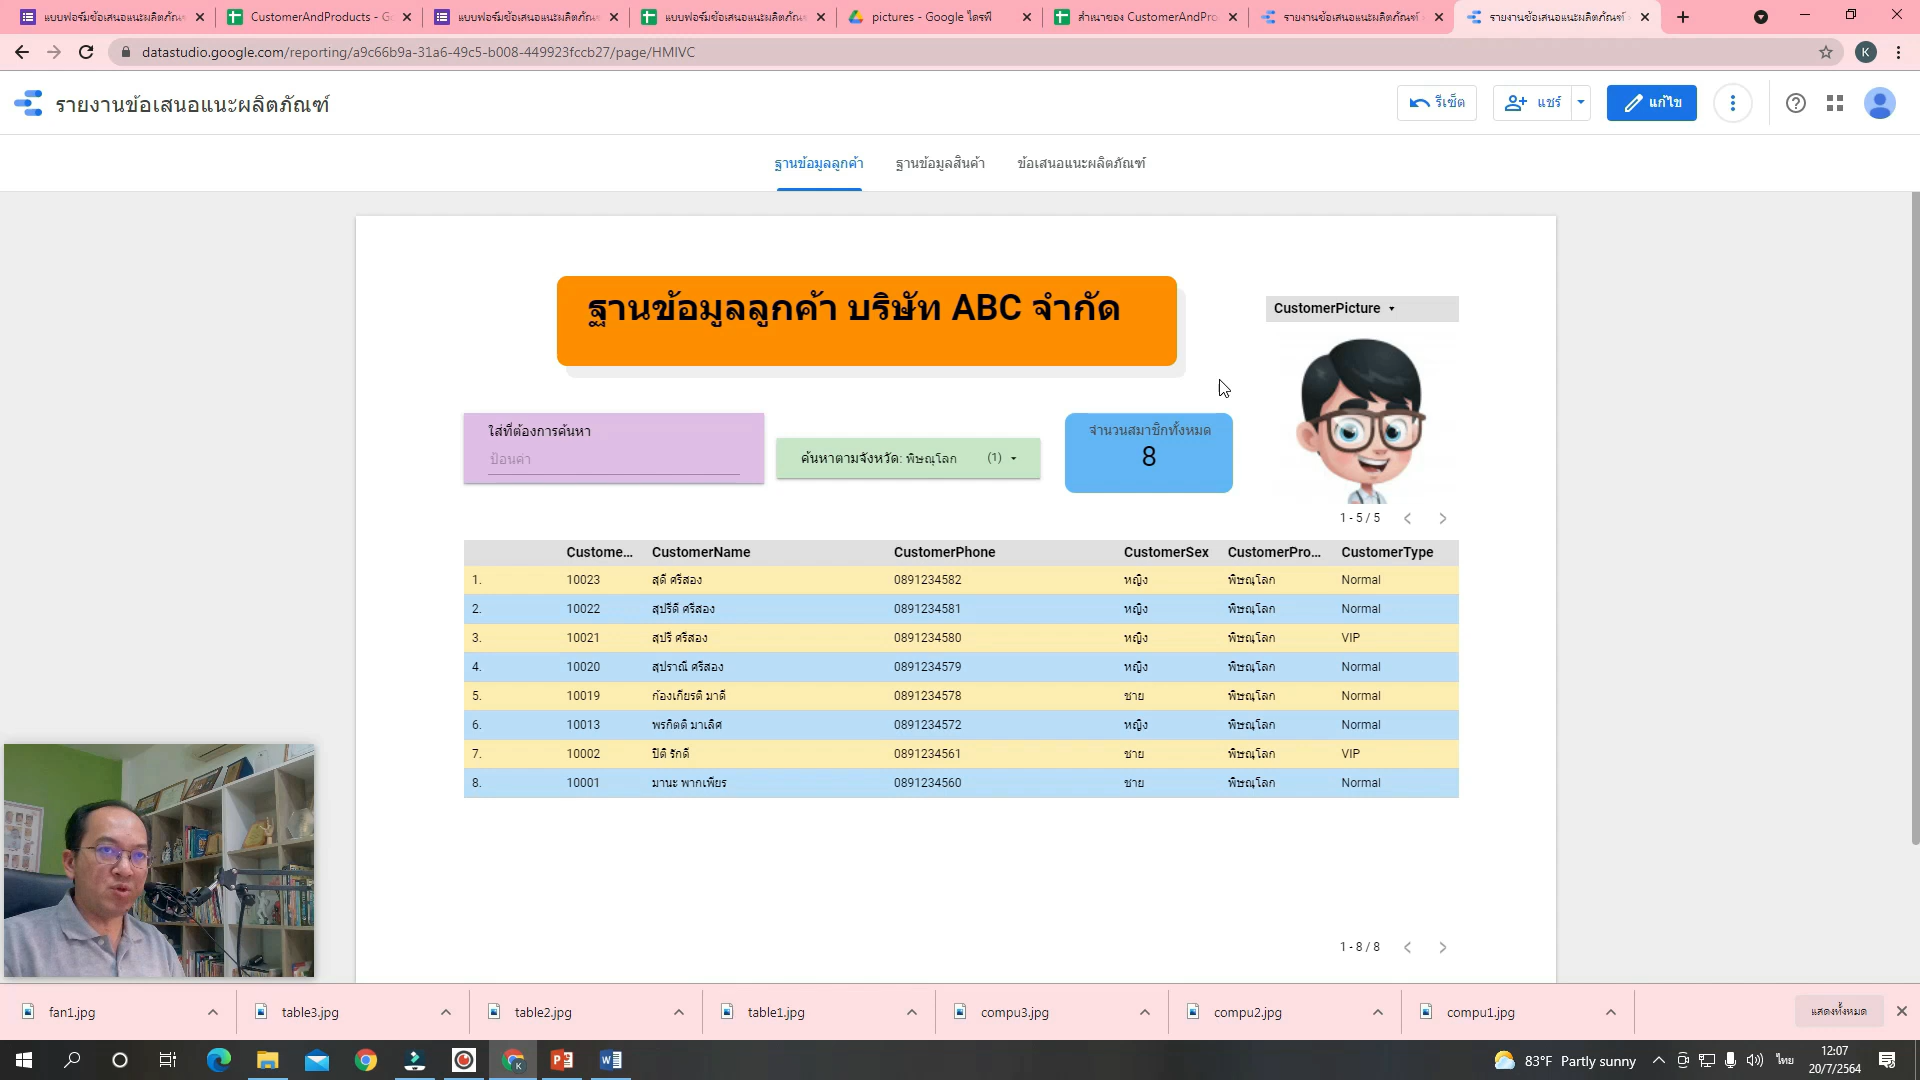 แบบฟอร์มข้อเสนอแนะผลิตภัณ
CustomerAndProducts - G
แบบฟอร์มข้อเสนอแนะผลิตภัณ
แบบฟอร์มข้อเสนอแนะผลิตภัณ
pictures - Google ไดรฟ์
สำเนาของ CustomerAndPro
รายงานข้อเสนอแนะผลิตภัณฑ์
รายงานข้อเสนอแนะผลิตภัณฑ์
datastudio.google.com/reporting/a9c66b9a-31a6-49c5-b008-449923fccb27/page/HMIVC
K
รายงานข้อเสนอแนะผลิตภัณฑ์
รีเซ็ต
แชร์
แก้ไข
ฐานข้อมูลลูกค้า
ฐานข้อมูลสินค้า
ข้อเสนอแนะผลิตภัณฑ์
ฐานข้อมูลลูกค้า บริษัท ABC จำกัด
CustomerPicture
ใส่ที่ต้องการค้นหา
ป้อนค่า
ค้นหาตามจังหวัด: พิษณุโลก (1)
จำนวนสมาชิกทั้งหมด
8
1 - 5 / 5
Custome... CustomerName CustomerPhone CustomerSex CustomerPro... CustomerType
1. 10023 สุดี ศรีสอง 0891234582 หญิง พิษณุโลก Normal
2. 10022 สุปรีดี ศรีสอง 0891234581 หญิง พิษณุโลก Normal
3. 10021 สุปรี ศรีสอง 0891234580 หญิง พิษณุโลก VIP
4. 10020 สุปราณี ศรีสอง 0891234579 หญิง พิษณุโลก Normal
5. 10019 ก้องเกียรติ มาดี 0891234578 ชาย พิษณุโลก Normal
6. 10013 พรกิตติ มาเลิศ 0891234572 หญิง พิษณุโลก Normal
7. 10002 ปิติ รักดี 0891234561 ชาย พิษณุโลก VIP
8. 10001 มานะ พากเพียร 0891234560 ชาย พิษณุโลก Normal
1 - 8 / 8
fan1.jpg
table3.jpg
table2.jpg
table1.jpg
compu3.jpg
compu2.jpg
compu1.jpg
แสดงทั้งหมด
83°F Partly sunny
ไทย
12:07
20/7/2564